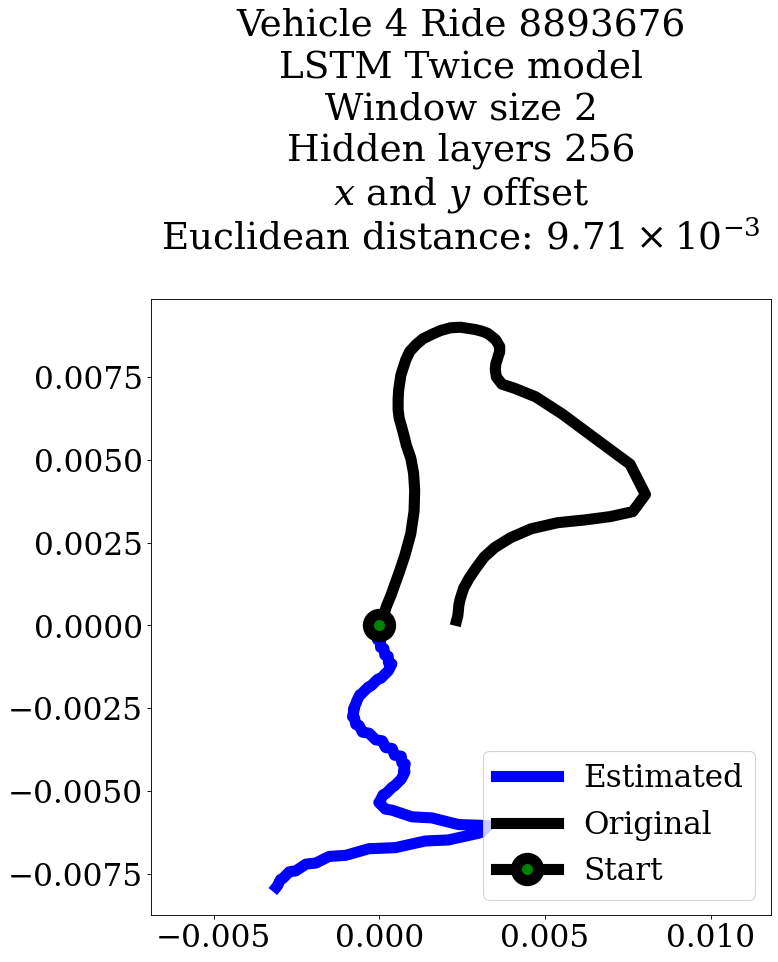 Vehicle 4 Ride 8893676
LSTM Twice model
Window size 2
Hidden layers 256
x and y offset
Euclidean distance: 9.71 × 10⁻³
0.0075
0.0050
0.0025
0.0000
−0.0025
−0.0050
−0.0075
−0.005 0.000 0.005 0.010
Estimated
Original
Start